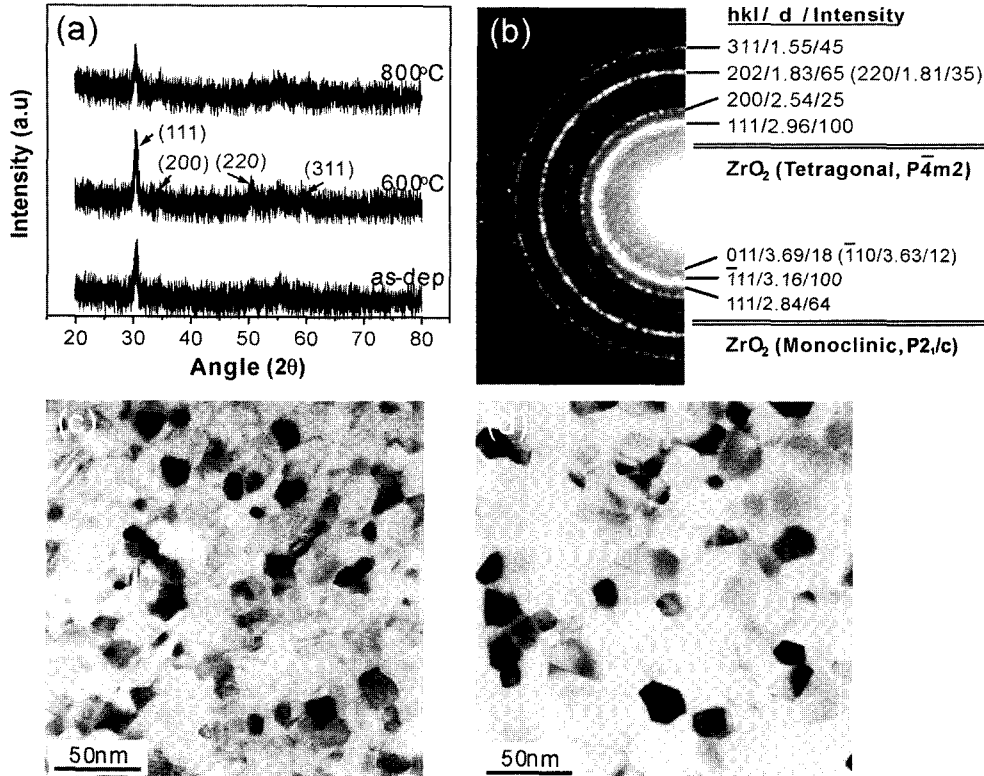 (a)
800°C
(111)
(200)
(220)
(311)
600°C
as-dep
Intensity (a.u)
20 30 40 50 60 70 80
Angle (2θ)
(b)
hkl/ d / Intensity
311/1.55/45
202/1.83/65 (220/1.81/35)
200/2.54/25
111/2.96/100
ZrO₂ (Tetragonal, P4̅m2)
011/3.69/18 (1̅10/3.63/12)
1̅11/3.16/100
111/2.84/64
ZrO₂ (Monoclinic, P2₁/c)
(c)
50nm
50nm